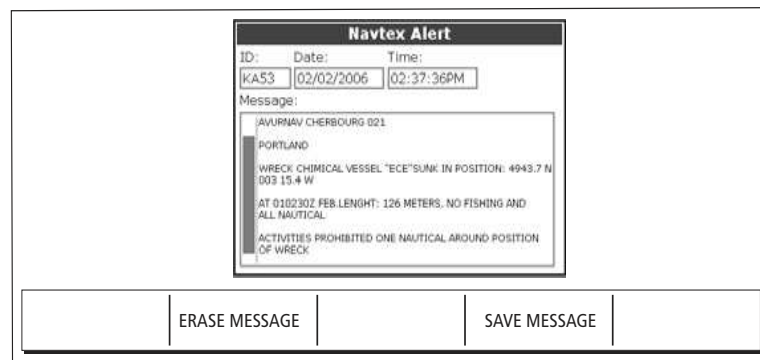 Navtex Alert
ID: Date: Time:
KA53 02/02/2006 02:37:36PM
Message:
AVURNAV CHERBOURG 021
PORTLAND
WRECK CHIMICAL VESSEL "ECE"SUNK IN POSITION: 4943.7 N
003 15.4 W
AT 010230Z FEB.LENGHT: 126 METERS, NO FISHING AND
ALL NAUTICAL
ACTIVITIES PROHIBITED ONE NAUTICAL AROUND POSITION
OF WRECK
ERASE MESSAGE SAVE MESSAGE